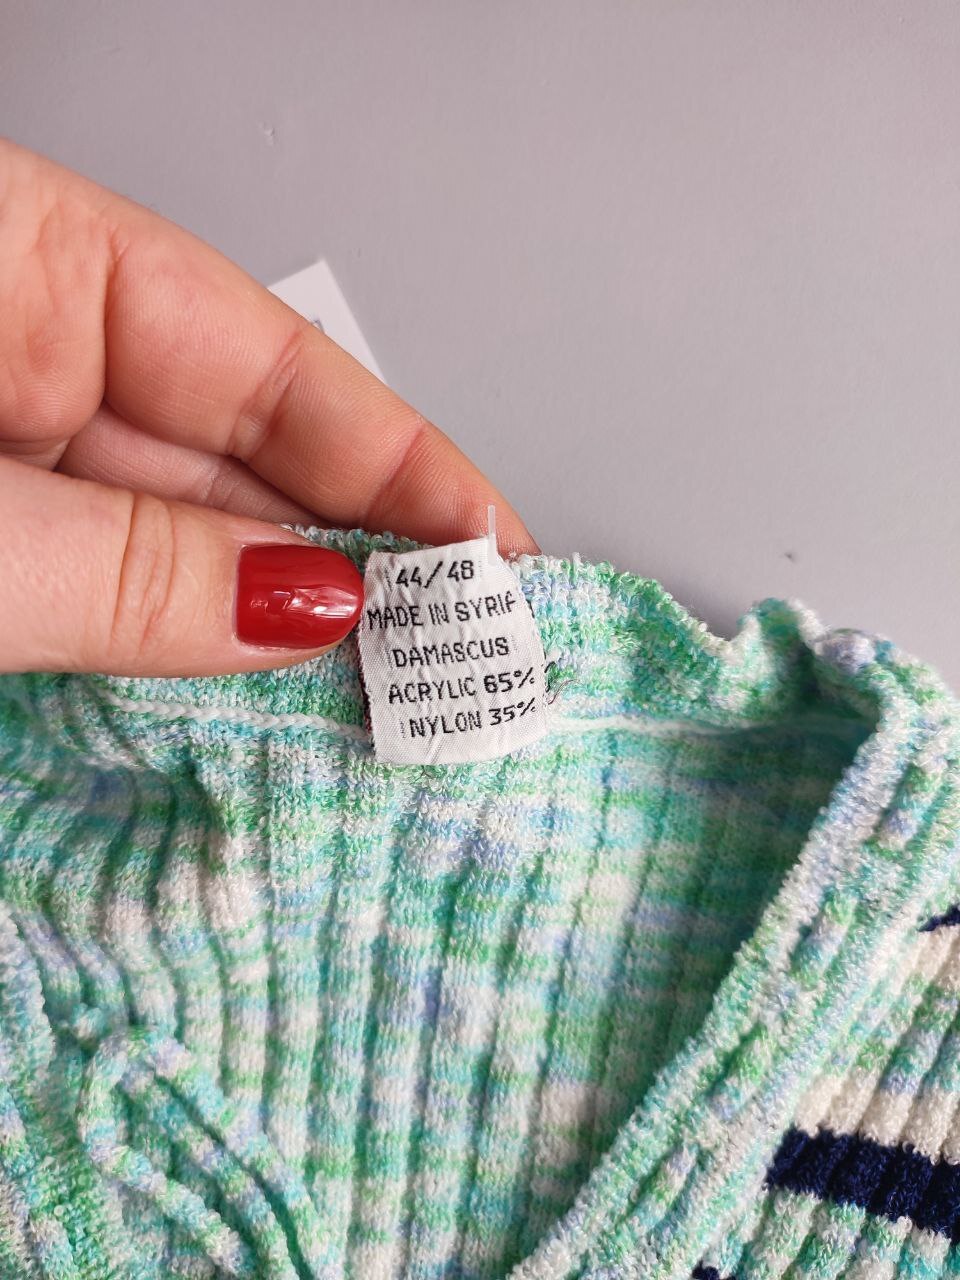 44/48
MADE IN SYRIA
DAMASCUS
ACRYLIC 65%
NYLON 35%